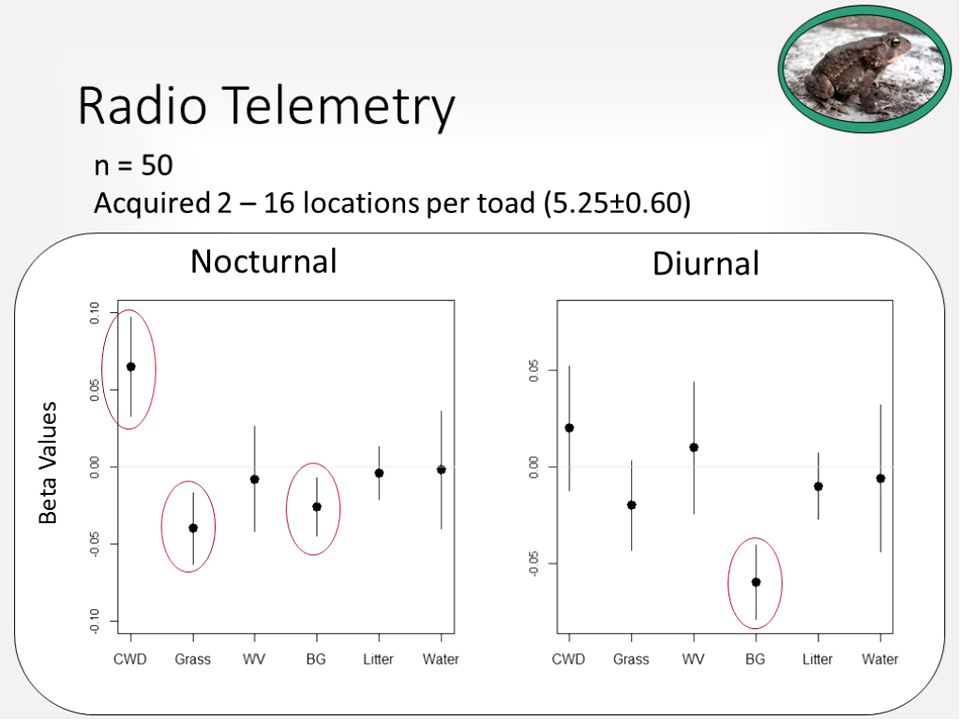 Radio Telemetry
n = 50
Acquired 2 – 16 locations per toad (5.25±0.60)
Nocturnal
Diurnal
Beta Values
0.10
0.05
0.00
-0.05
-0.10
CWD Grass WV BG Litter Water
0.05
0.00
-0.05
CWD Grass WV BG Litter Water